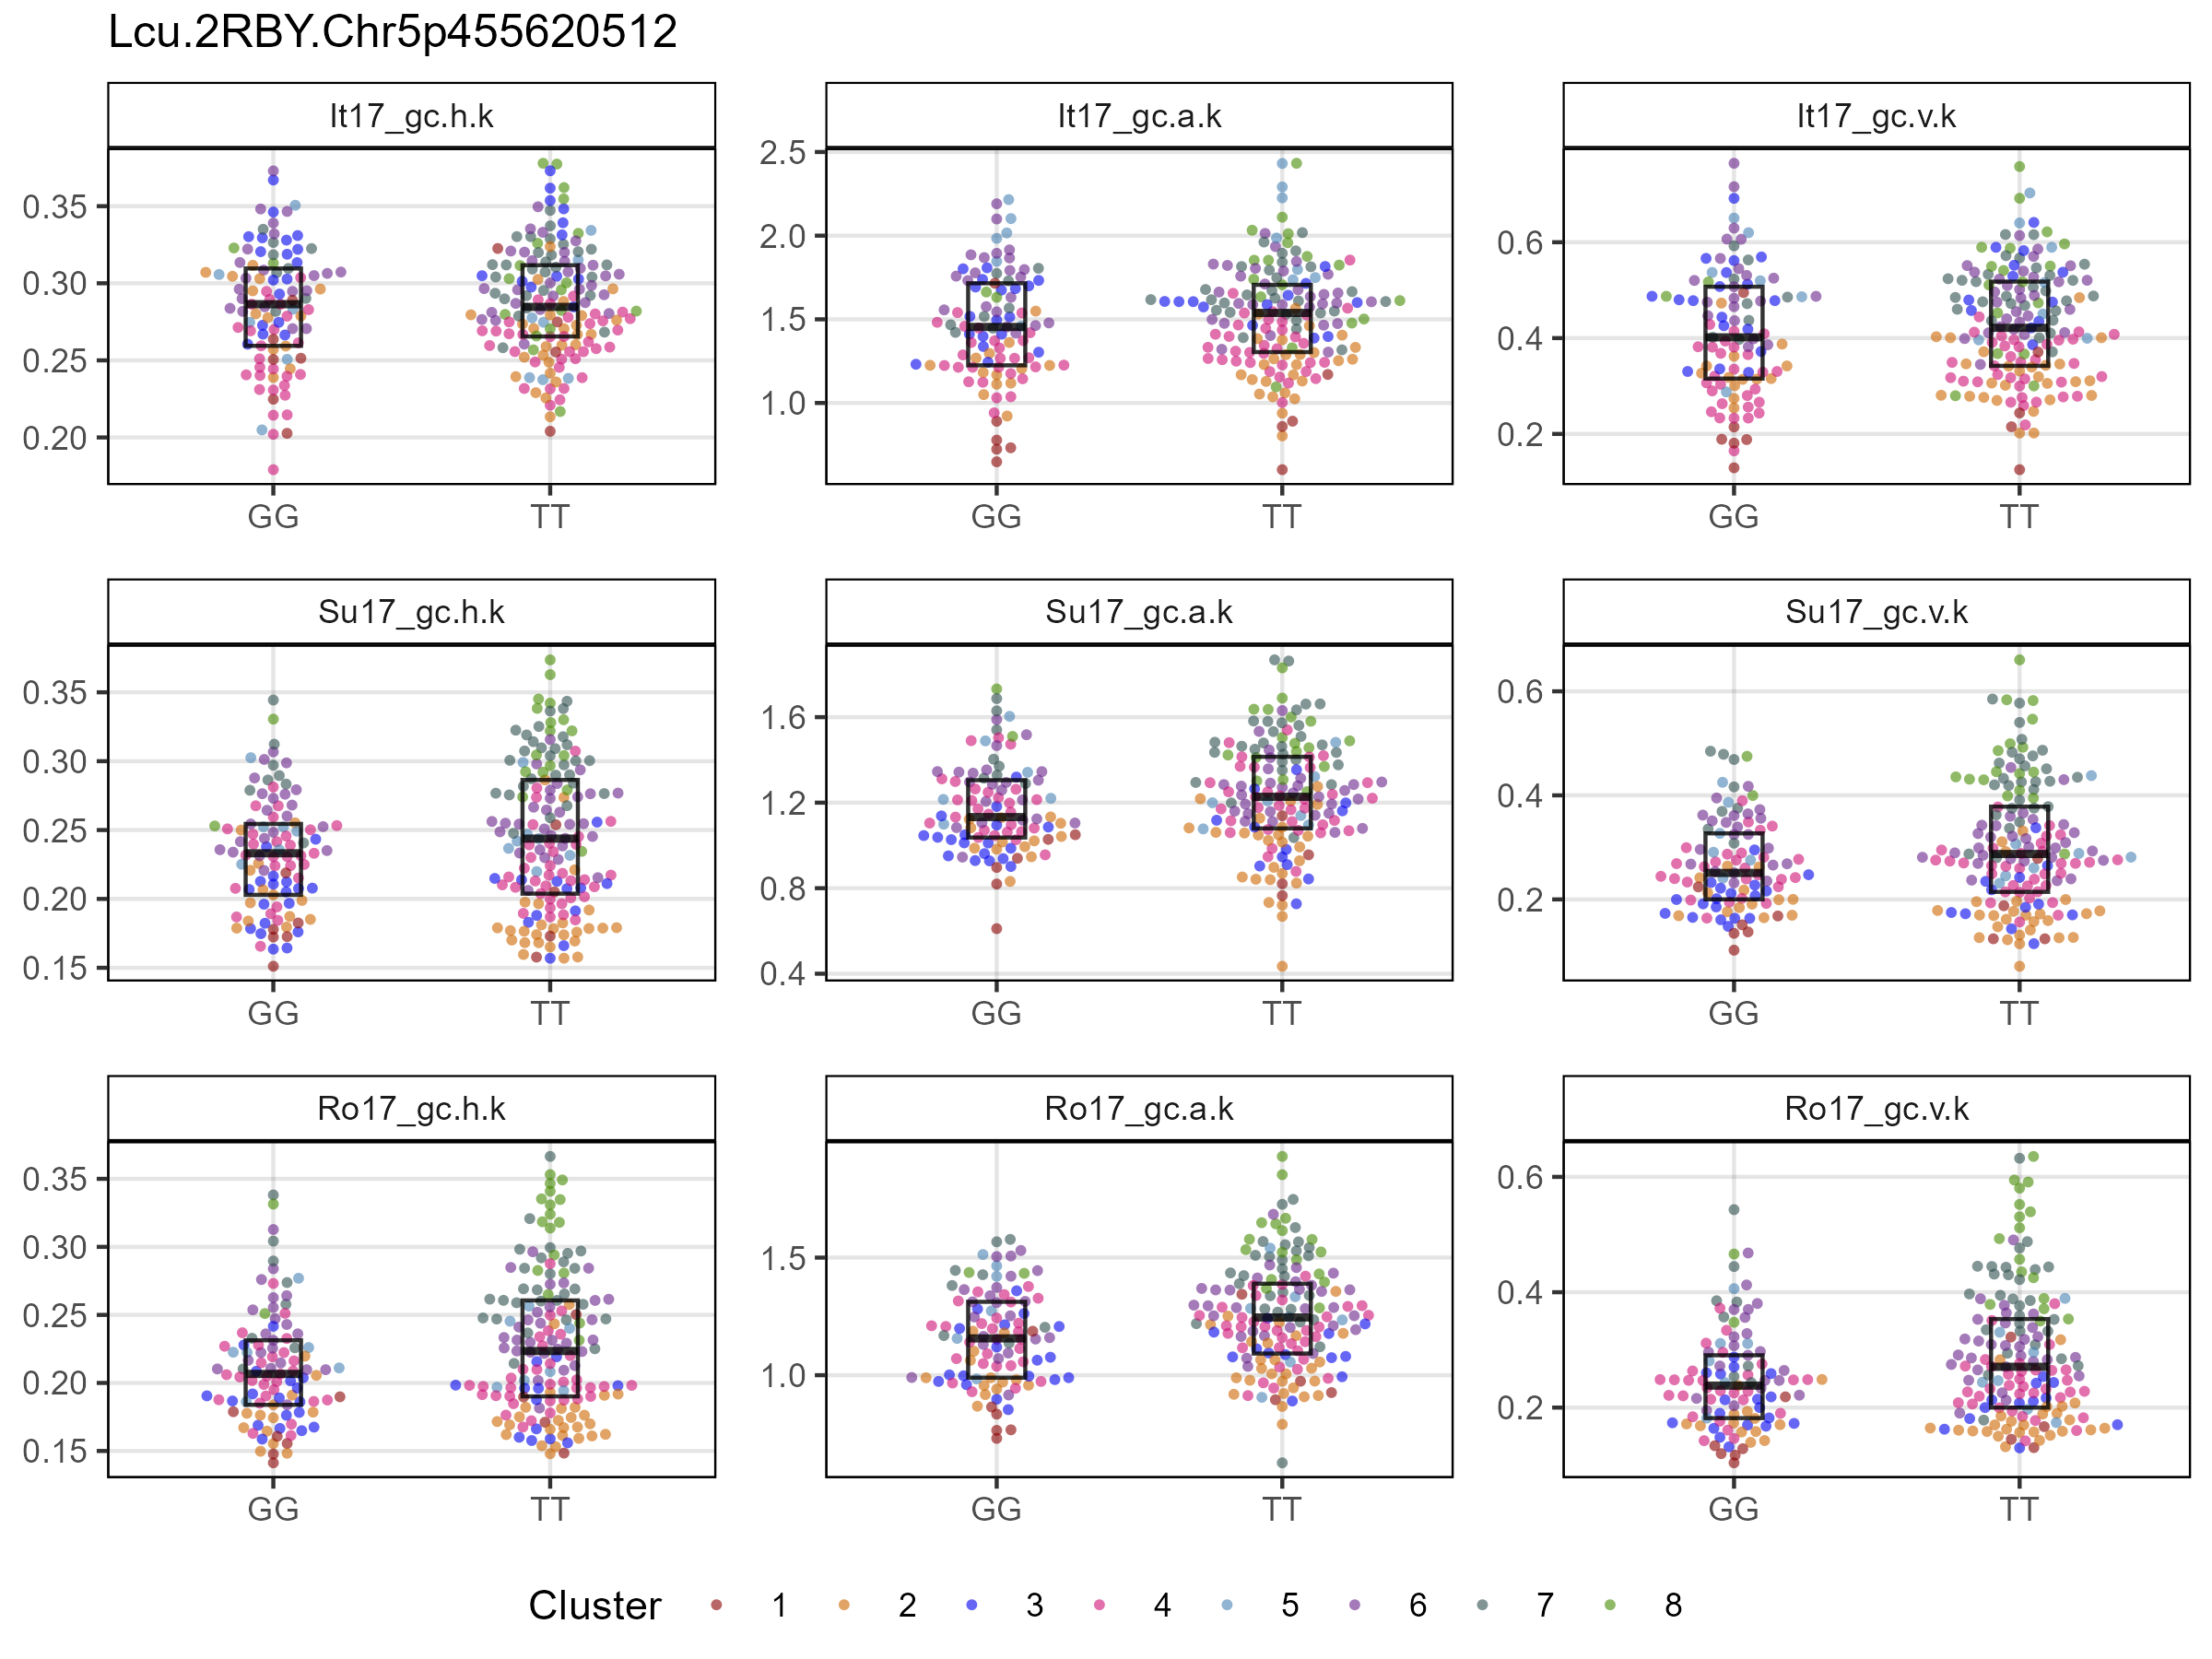 Lcu.2RBY.Chr5p455620512
It17_gc.h.k
It17_gc.a.k
It17_gc.v.k
0.35
0.30
0.25
0.20
GG
TT
2.5
2.0
1.5
1.0
GG
TT
0.6
0.4
0.2
GG
TT
Su17_gc.h.k
Su17_gc.a.k
Su17_gc.v.k
0.35
0.30
0.25
0.20
0.15
GG
TT
1.6
1.2
0.8
0.4
GG
TT
0.6
0.4
0.2
GG
TT
Ro17_gc.h.k
Ro17_gc.a.k
Ro17_gc.v.k
0.35
0.30
0.25
0.20
0.15
GG
TT
1.5
1.0
GG
TT
0.6
0.4
0.2
GG
TT
Cluster 1 2 3 4 5 6 7 8